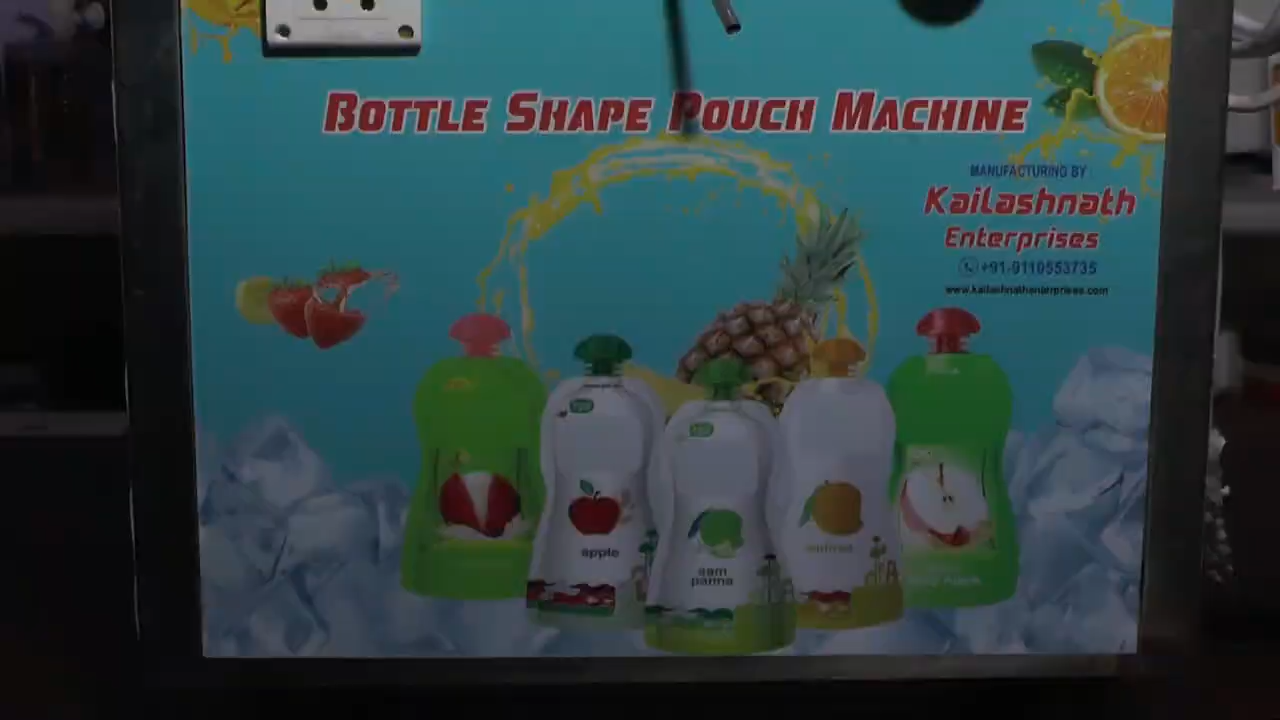 BOTTLE SHAPE POUCH MACHINE
MANUFACTURING BY
Kailashnath
Enterprises
+91-9110553735
www.kailashnathenterprises.com
apple
aam
panna